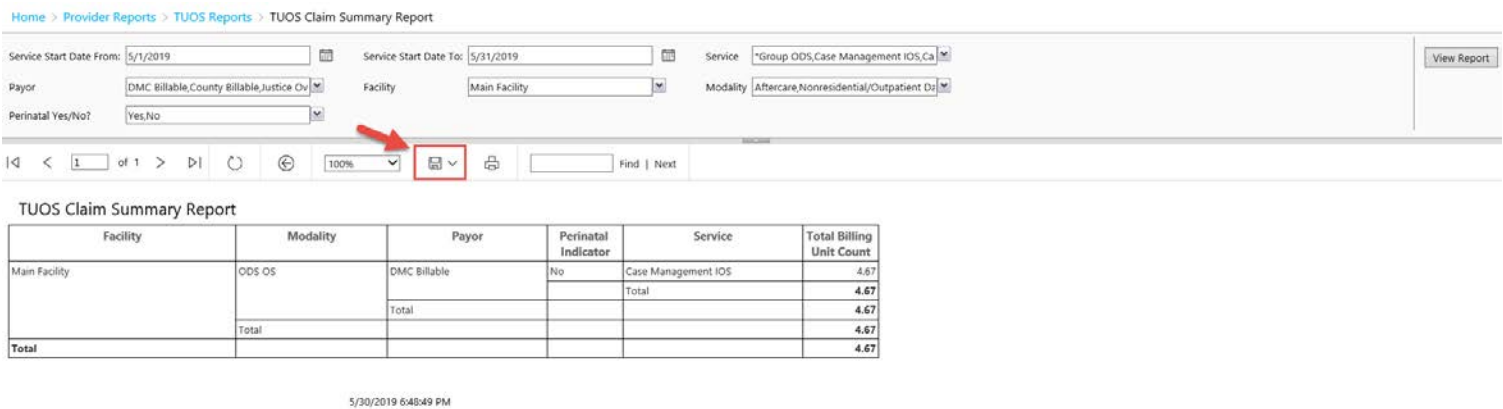 Home > Provider Reports > TUOS Reports > TUOS Claim Summary Report
Service Start Date From: 5/1/2019 Service Start Date To: 5/31/2019 Service *Group ODS,Case Management IOS,Ca View Report
Payor DMC Billable,County Billable,Justice Ov Facility Main Facility Modality Aftercare,Nonresidential/Outpatient Da
Perinatal Yes/No? Yes,No
1 of 1 100% Find | Next
TUOS Claim Summary Report
Facility Modality Payor Perinatal Indicator Service Total Billing Unit Count
Main Facility ODS OS DMC Billable No Case Management IOS 4.67
Total 4.67
Total 4.67
Total 4.67
Total 4.67
5/30/2019 6:48:49 PM